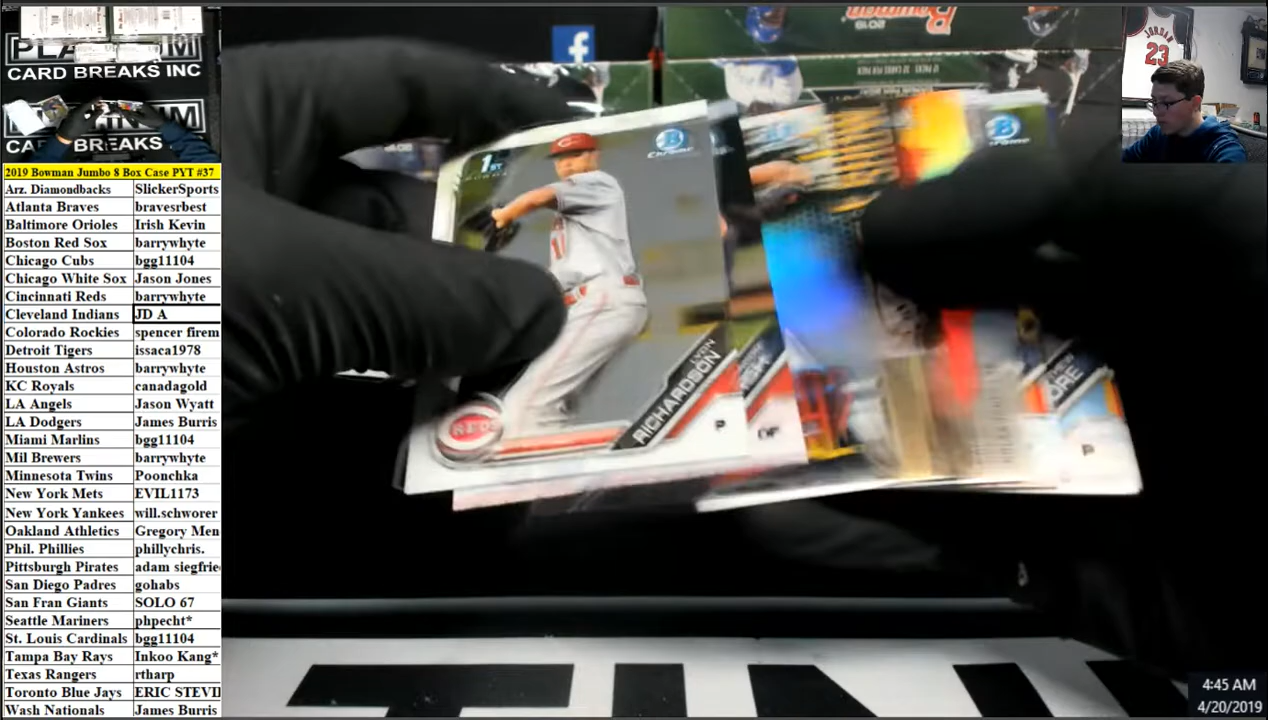 PLATINUM
CARD BREAKS INC
CARD BREAKS
2019 Bowman Jumbo 8 Box Case PYT #37
Arz. Diamondbacks SlickerSports
Atlanta Braves bravesrbest
Baltimore Orioles Irish Kevin
Boston Red Sox barrywhyte
Chicago Cubs bgg11104
Chicago White Sox Jason Jones
Cincinnati Reds barrywhyte
Cleveland Indians JD A
Colorado Rockies spencer firem
Detroit Tigers issaca1978
Houston Astros barrywhyte
KC Royals canadagold
LA Angels Jason Wyatt
LA Dodgers James Burris
Miami Marlins bgg11104
Mil Brewers barrywhyte
Minnesota Twins Poonchka
New York Mets EVIL1173
New York Yankees will.schworer
Oakland Athletics Gregory Men
Phil. Phillies phillychris.
Pittsburgh Pirates adam siegfrie
San Diego Padres gohabs
San Fran Giants SOLO 67
Seattle Mariners phpecht*
St. Louis Cardinals bgg11104
Tampa Bay Rays Inkoo Kang*
Texas Rangers rtharp
Toronto Blue Jays ERIC STEVI
Wash Nationals James Burris
f
Bowman
2019
1ST
B
Chrome
REDS
LYON
RICHARDSON
P
OF
B
Chrome
ORE
P
JORDAN
23
4:45 AM
4/20/2019